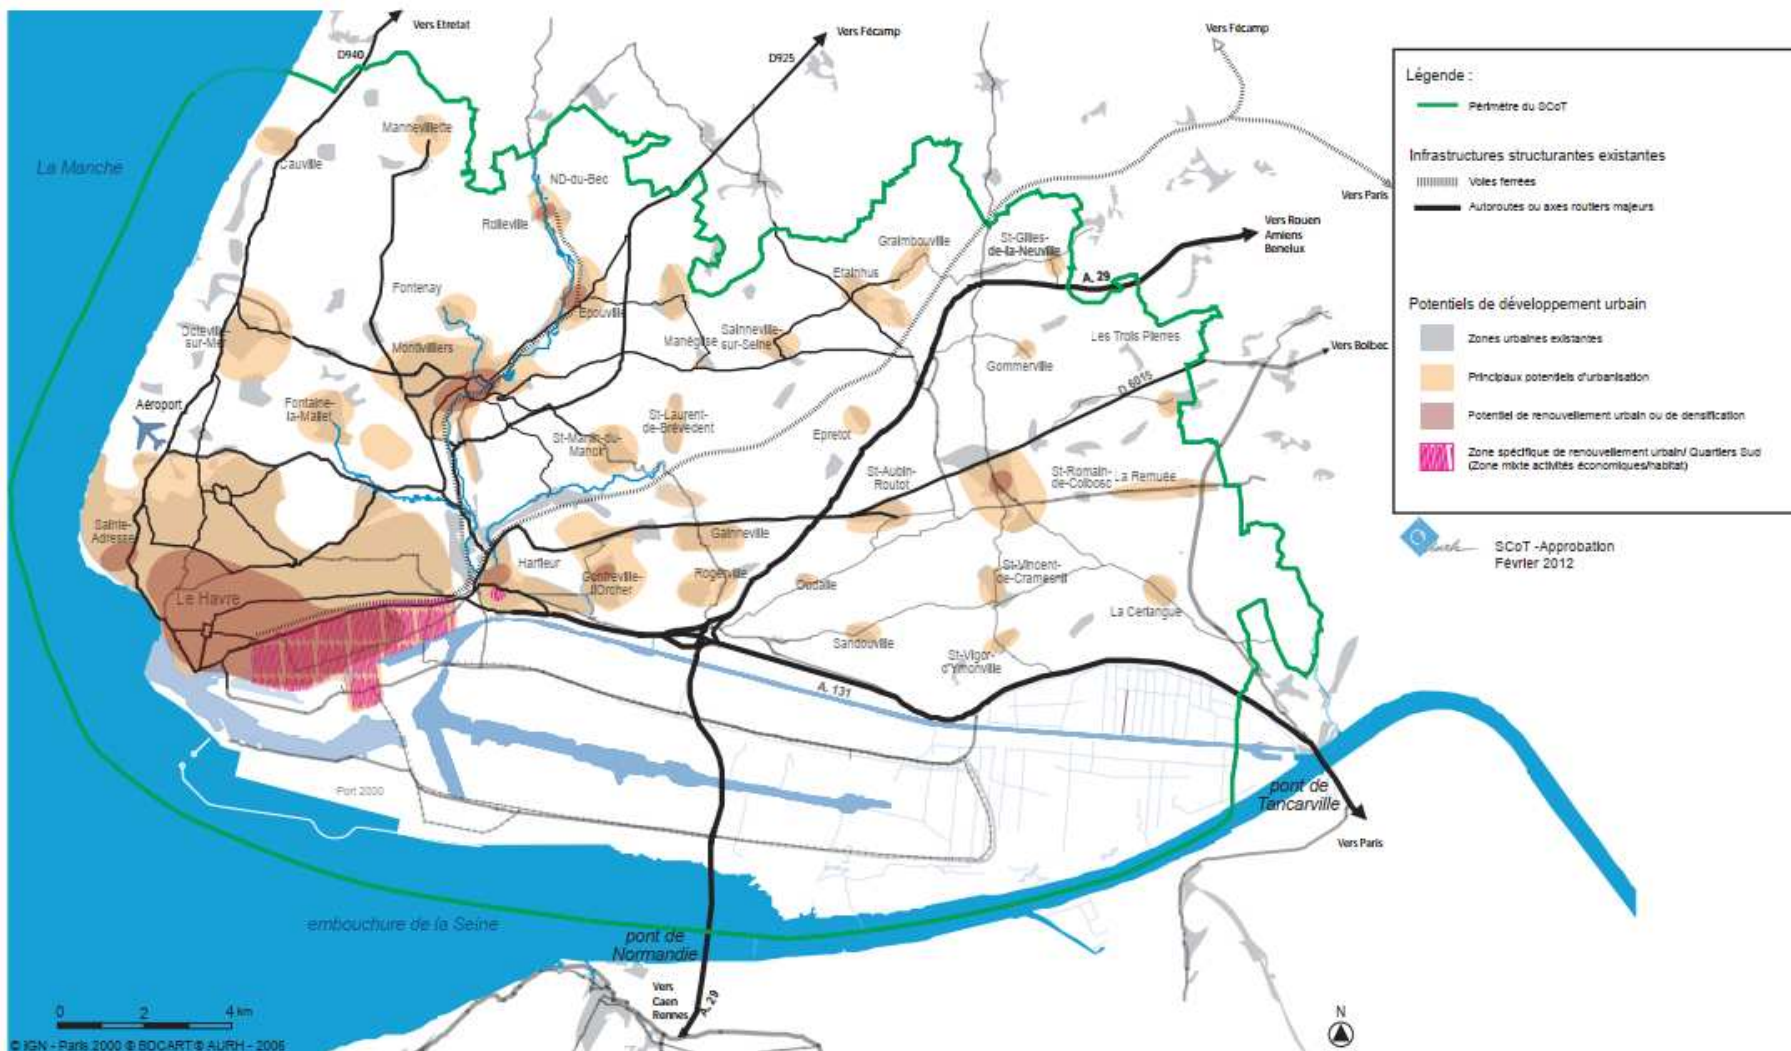 Vers Etretat
D940
Vers Fécamp
D925
Vers Fécamp
Vers Paris
Vers Rouen
Amiens
Benelux
A. 29
La Manche
Cauville
Mannevillette
ND-du-Bec
Rolleville
Fontenay
Epouville
Octeville-
sur-Mer
Montivilliers
Manéglise
Sainneville-
sur-Seine
Etainhus
Graimbouville
St-Gilles-
de-la-Neuville
Les Trois Pierres
Gommerville
Vers Bolbec
D 6015
Aéroport
Fontaine-
la-Mallet
St-Martin-du-
Manoir
St-Laurent-
de-Brèvedent
Epretot
St-Aubin-
Routot
St-Romain-
de-Colbosc
La Remuée
Sainte-
Adresse
Le Havre
Harfleur
Gonfreville-
l'Orcher
Gainneville
Rogerville
Oudalle
St-Vincent-
de-Cramesnil
La Cerlangue
Sandouville
St-Vigor-
d'Ymonville
A. 131
Port 2000
pont de
Tancarville
Vers Paris
embouchure de la Seine
pont de
Normandie
Vers
Caen
Rennes
A. 29
0 2 4 km
© IGN - Paris 2000 © BDCART© AURH - 2006
N
Légende :
Périmètre du SCoT
Infrastructures structurantes existantes
Voies ferrées
Autoroutes ou axes routiers majeurs
Potentiels de développement urbain
Zones urbaines existantes
Principaux potentiels d'urbanisation
Potentiel de renouvellement urbain ou de densification
Zone spécifique de renouvellement urbain/ Quartiers Sud
(Zone mixte activités économiques/habitat)
aurh
SCoT -Approbation
Février 2012